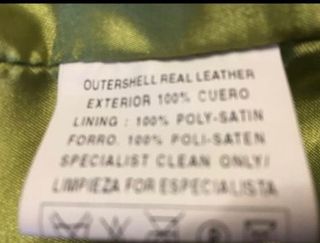 OUTERSHELL REAL LEATHER
EXTERIOR 100% CUERO
LINING : 100% POLY-SATIN
FORRO. 100% POLI-SATEN
SPECIALIST CLEAN ONLY/
LIMPIEZA FOR ESPECIALISTA